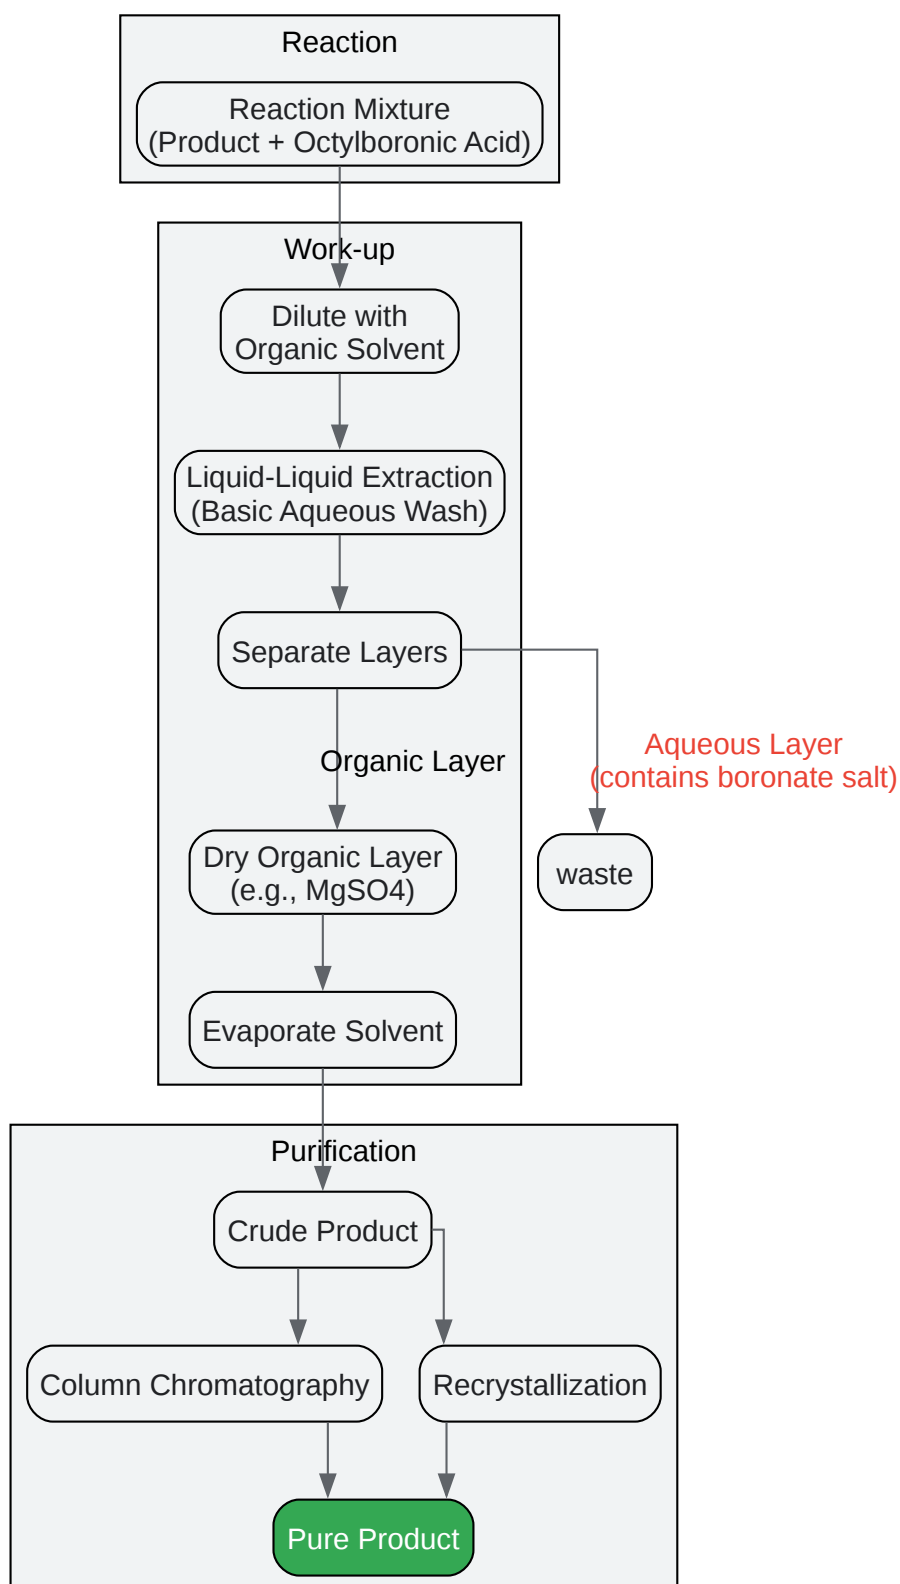 Reaction
Reaction Mixture
(Product + Octylboronic Acid)
Work-up
Dilute with
Organic Solvent
Liquid-Liquid Extraction
(Basic Aqueous Wash)
Separate Layers
Organic Layer
Aqueous Layer
(contains boronate salt)
Dry Organic Layer
(e.g., MgSO4)
waste
Evaporate Solvent
Purification
Crude Product
Column Chromatography
Recrystallization
Pure Product